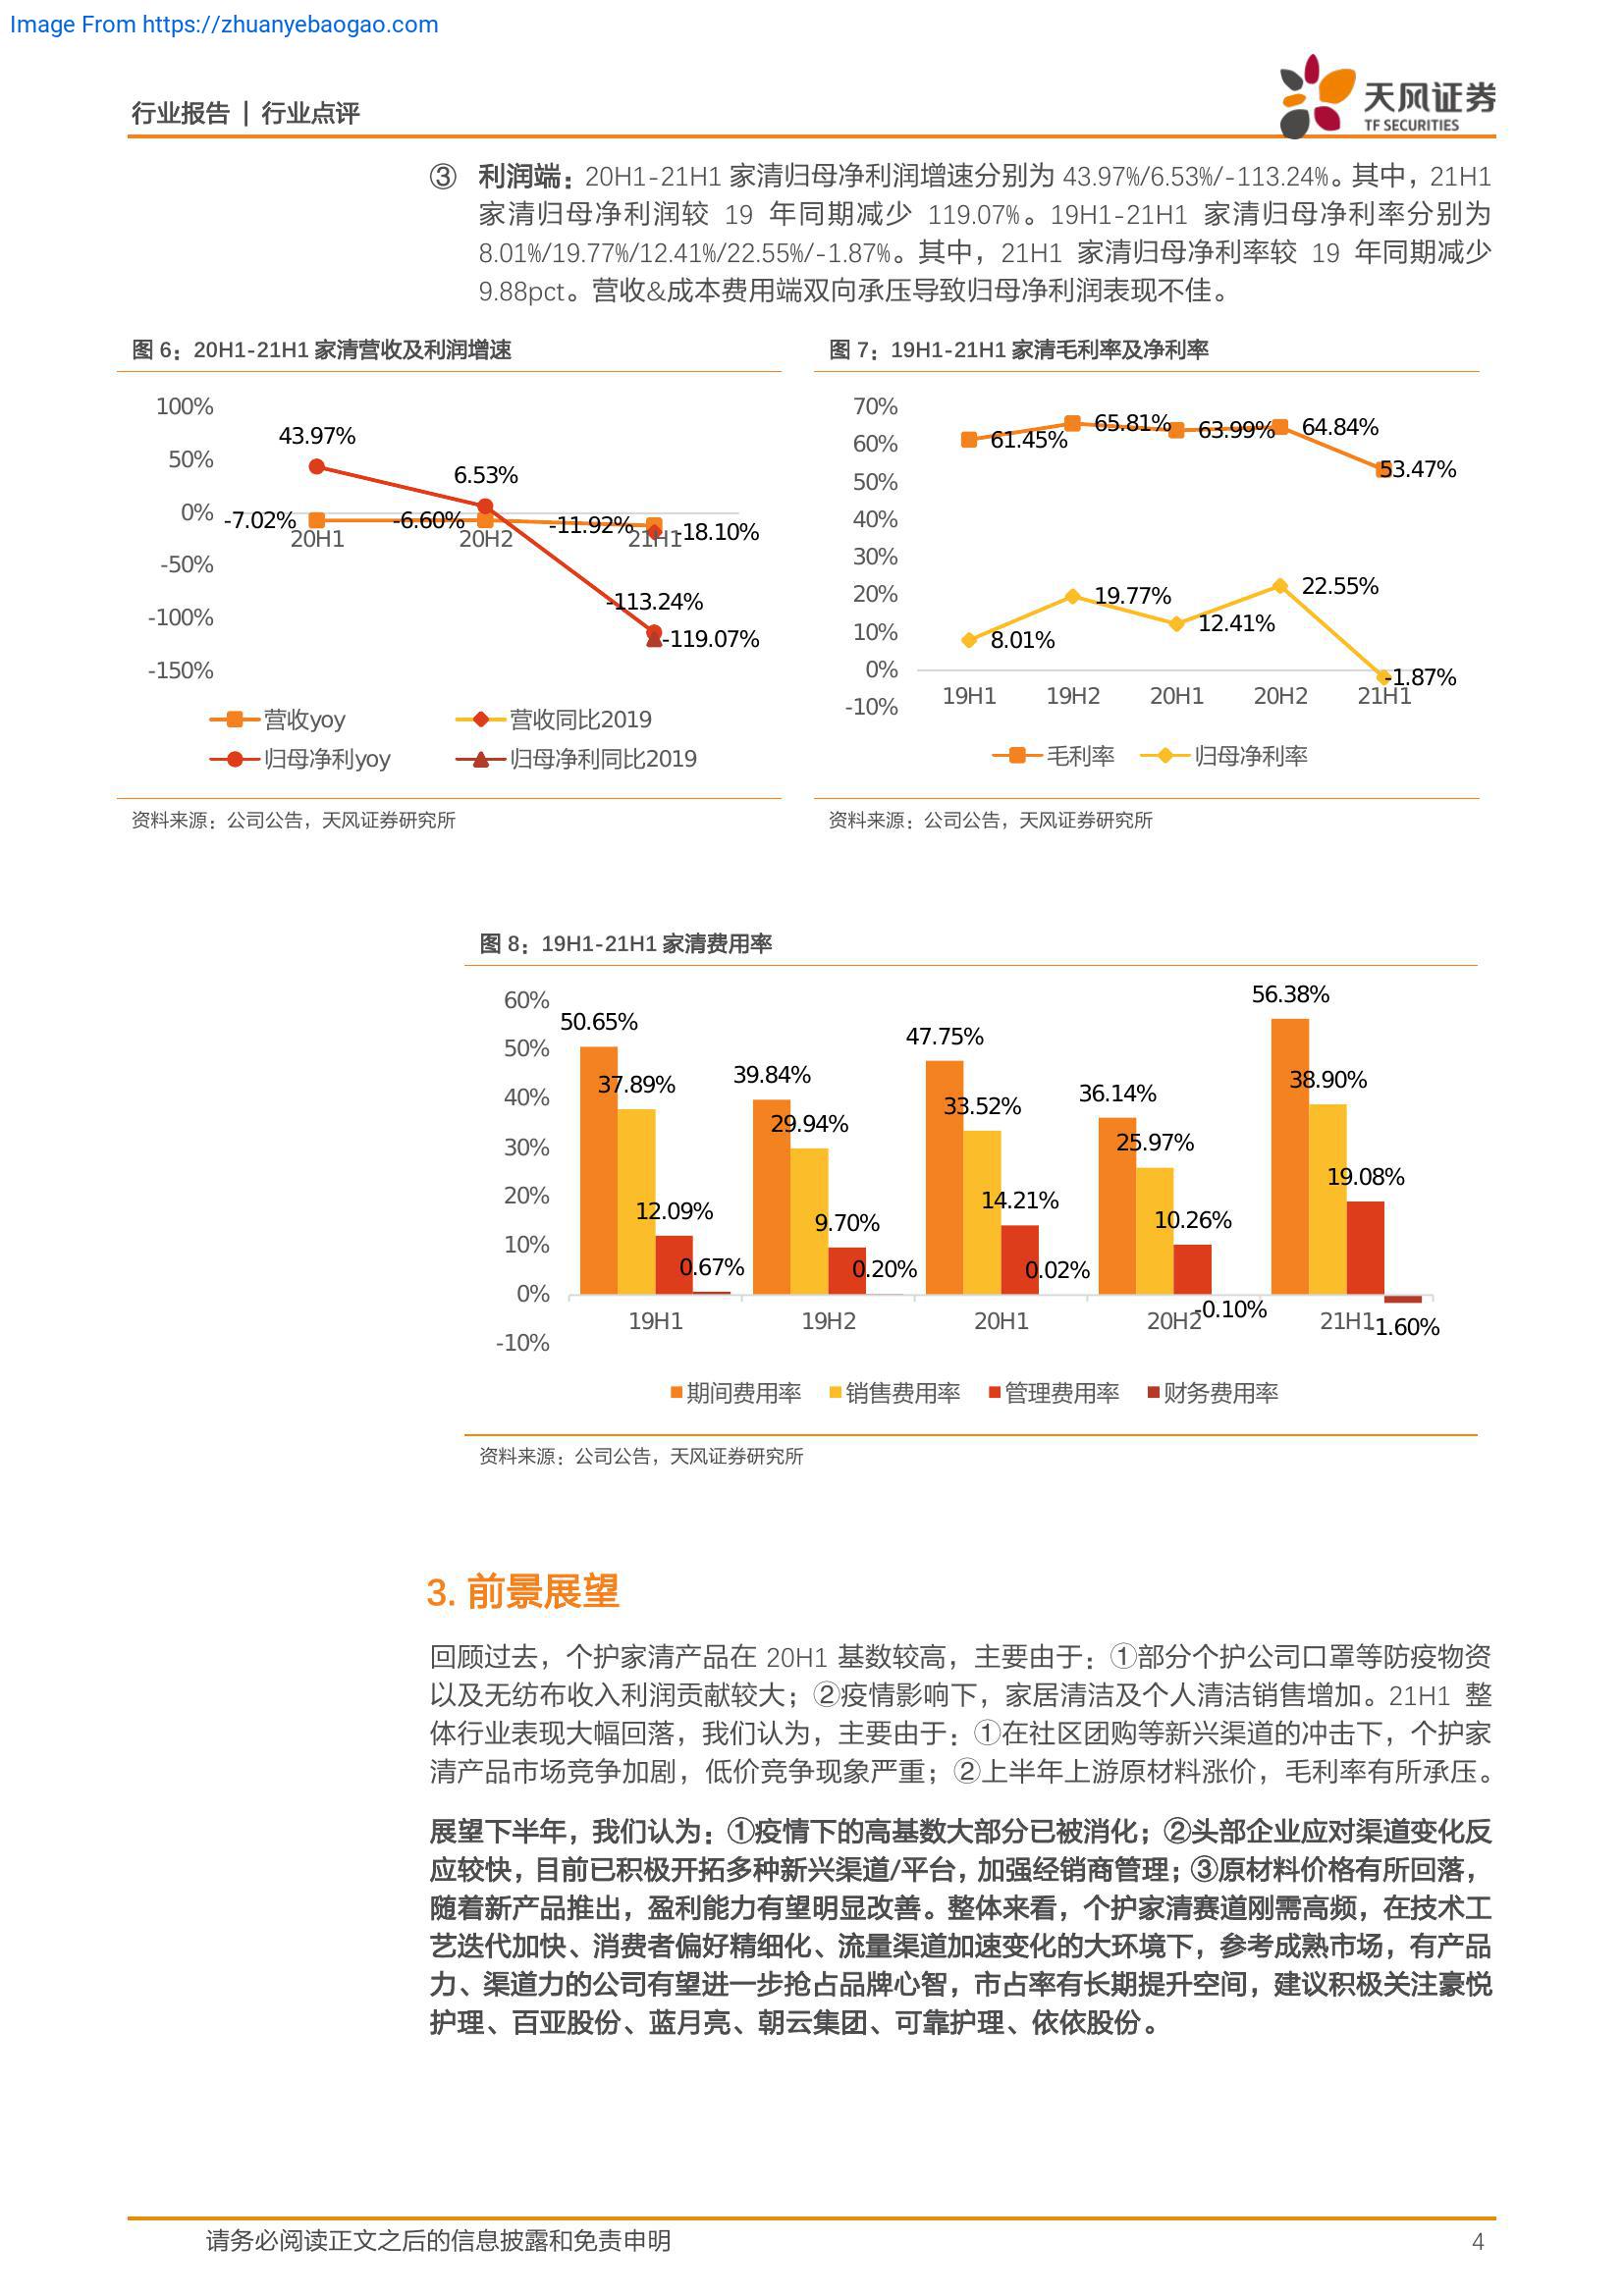 Image From https://zhuanyebaogao.com
行业报告 | 行业点评
天风证券
TF SECURITIES
③ 利润端：20H1-21H1 家清归母净利润增速分别为 43.97%/6.53%/-113.24%。其中，21H1
家清归母净利润较 19 年同期减少 119.07%。19H1-21H1 家清归母净利率分别为
8.01%/19.77%/12.41%/22.55%/-1.87%。其中，21H1 家清归母净利率较 19 年同期减少
9.88pct。营收&成本费用端双向承压导致归母净利润表现不佳。
图 6：20H1-21H1 家清营收及利润增速
100%
50%
0%
-50%
-100%
-150%
43.97%
6.53%
-7.02%
-6.60%
-11.92%
-18.10%
20H1
20H2
21H1
-113.24%
-119.07%
营收yoy
营收同比2019
归母净利yoy
归母净利同比2019
资料来源：公司公告，天风证券研究所
图 7：19H1-21H1 家清毛利率及净利率
70%
60%
50%
40%
30%
20%
10%
0%
-10%
61.45%
65.81%
63.99%
64.84%
53.47%
8.01%
19.77%
12.41%
22.55%
-1.87%
19H1
19H2
20H1
20H2
21H1
毛利率
归母净利率
资料来源：公司公告，天风证券研究所
图 8：19H1-21H1 家清费用率
60%
50%
40%
30%
20%
10%
0%
-10%
50.65%
37.89%
12.09%
0.67%
39.84%
29.94%
9.70%
0.20%
47.75%
33.52%
14.21%
0.02%
36.14%
25.97%
10.26%
-0.10%
56.38%
38.90%
19.08%
-1.60%
19H1
19H2
20H1
20H2
21H1
期间费用率
销售费用率
管理费用率
财务费用率
资料来源：公司公告，天风证券研究所
3. 前景展望
回顾过去，个护家清产品在 20H1 基数较高，主要由于：①部分个护公司口罩等防疫物资
以及无纺布收入利润贡献较大；②疫情影响下，家居清洁及个人清洁销售增加。21H1 整
体行业表现大幅回落，我们认为，主要由于：①在社区团购等新兴渠道的冲击下，个护家
清产品市场竞争加剧，低价竞争现象严重；②上半年上游原材料涨价，毛利率有所承压。
展望下半年，我们认为：①疫情下的高基数大部分已被消化；②头部企业应对渠道变化反
应较快，目前已积极开拓多种新兴渠道/平台，加强经销商管理；③原材料价格有所回落，
随着新产品推出，盈利能力有望明显改善。整体来看，个护家清赛道刚需高频，在技术工
艺迭代加快、消费者偏好精细化、流量渠道加速变化的大环境下，参考成熟市场，有产品
力、渠道力的公司有望进一步抢占品牌心智，市占率有长期提升空间，建议积极关注豪悦
护理、百亚股份、蓝月亮、朝云集团、可靠护理、依依股份。
请务必阅读正文之后的信息披露和免责申明
4